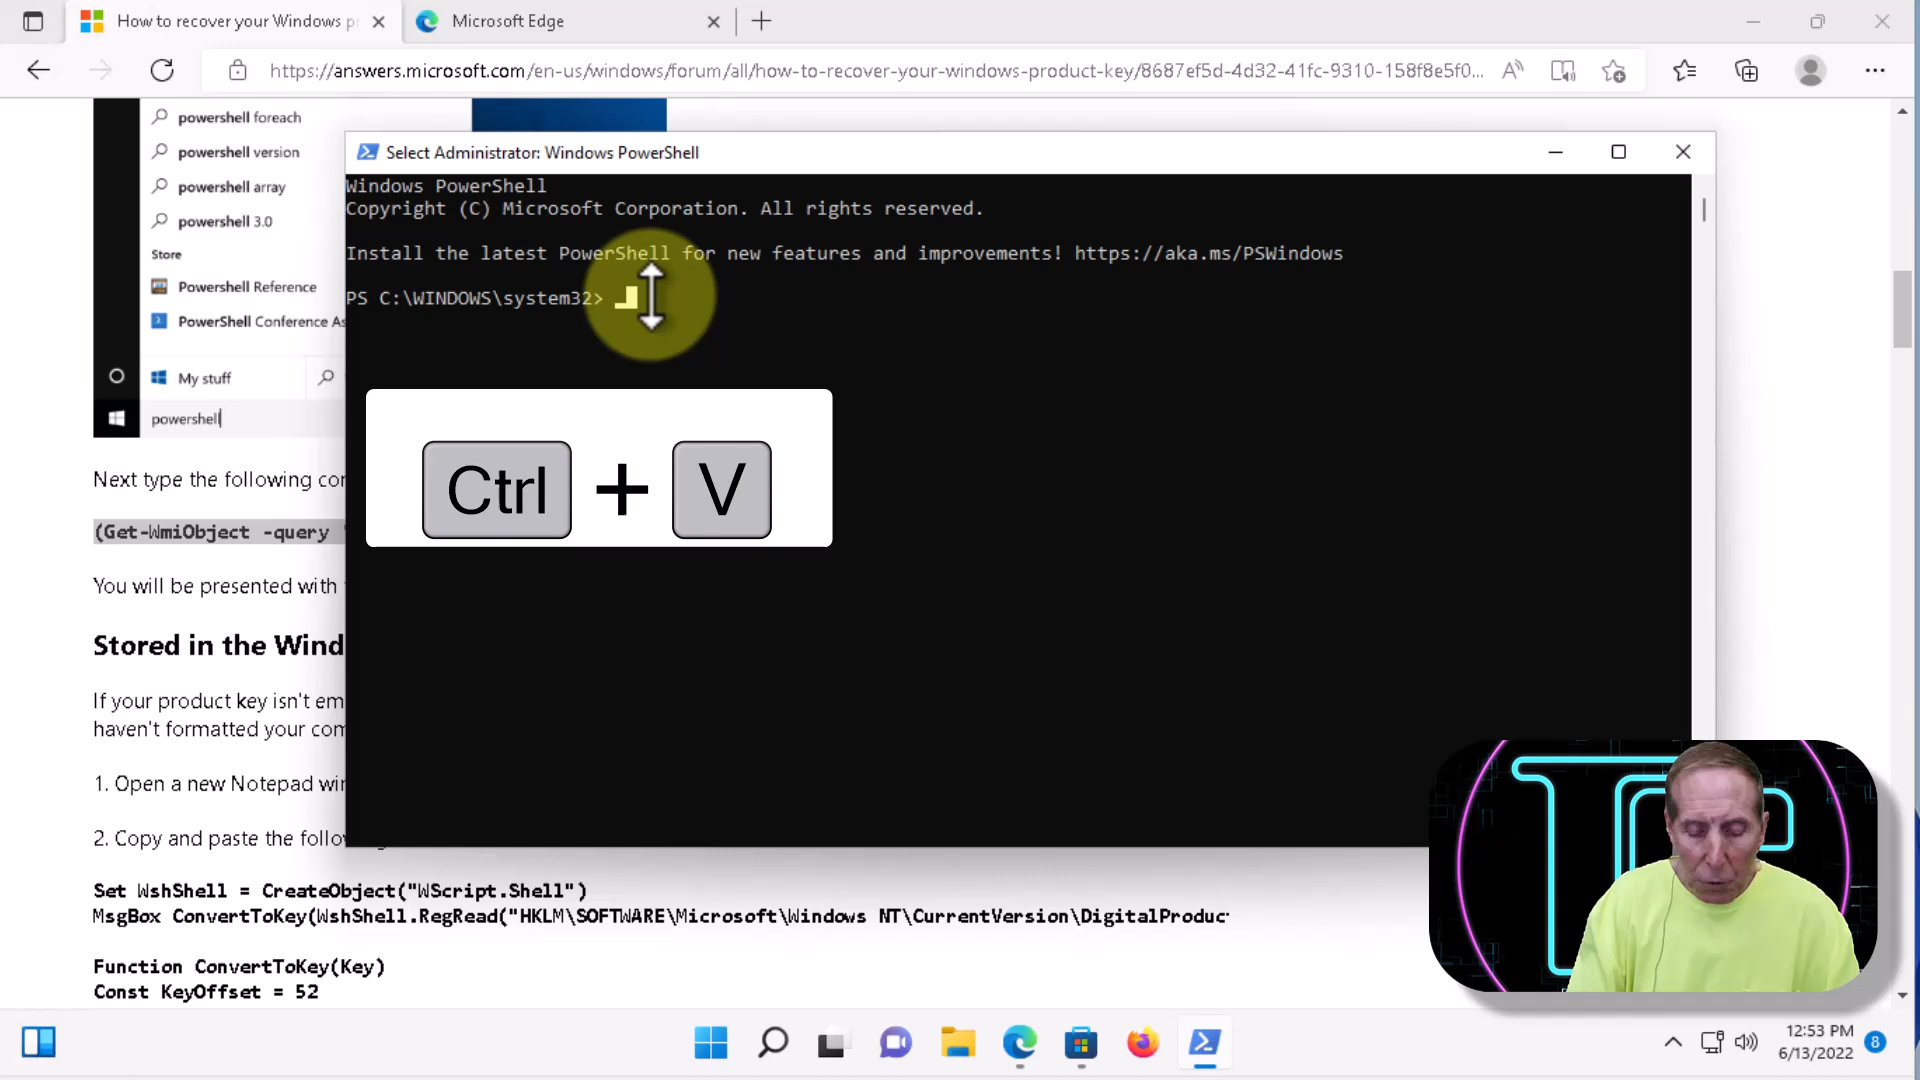 How to recover your Windows p
Microsoft Edge
https://answers.microsoft.com/en-us/windows/forum/all/how-to-recover-your-windows-product-key/8687ef5d-4d32-41fc-9310-158f8e5f0...
powershell foreach
powershell version
powershell array
powershell 3.0
Store
Powershell Reference
PowerShell Conference As
My stuff
powershell
Select Administrator: Windows PowerShell
Windows PowerShell
Copyright (C) Microsoft Corporation. All rights reserved.
Install the latest PowerShell for new features and improvements! https://aka.ms/PSWindows
PS C:\WINDOWS\system32>
Ctrl + V
Next type the following cor
(Get-WmiObject -query
You will be presented with
Stored in the Wind
If your product key isn't em
haven't formatted your com
1. Open a new Notepad win
2. Copy and paste the follo
Set WshShell = CreateObject("WScript.Shell")
MsgBox ConvertToKey(WshShell.RegRead("HKLM\SOFTWARE\Microsoft\Windows NT\CurrentVersion\DigitalProduc
Function ConvertToKey(Key)
Const KeyOffset = 52
12:53 PM
6/13/2022
8